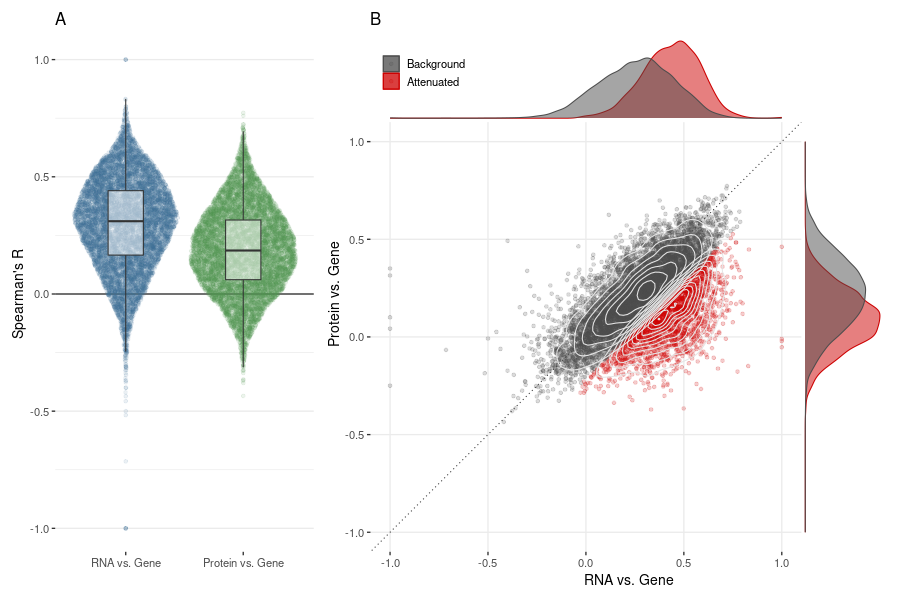 A
Spearman's R
1.0
0.5
0.0
-0.5
-1.0
RNA vs. Gene
Protein vs. Gene
B
Background
Attenuated
Protein vs. Gene
1.0
0.5
0.0
-0.5
-1.0
-1.0
-0.5
0.0
0.5
1.0
RNA vs. Gene